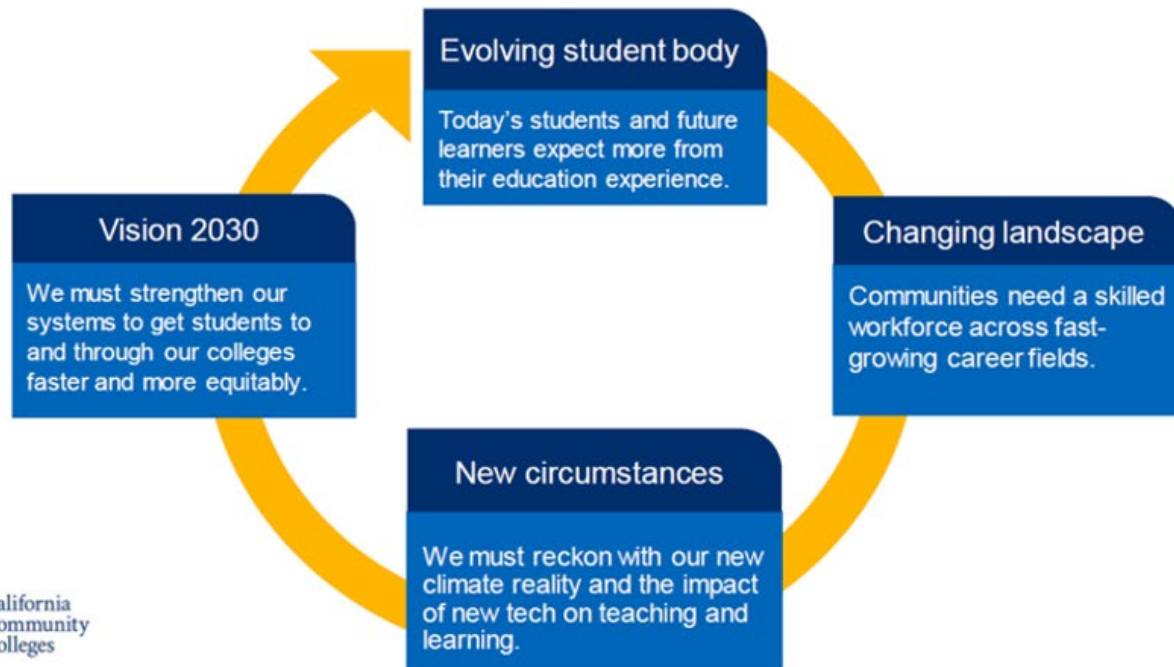 Evolving student body
Today's students and future
learners expect more from
their education experience.
Changing landscape
Communities need a skilled
workforce across fast-
growing career fields.
New circumstances
We must reckon with our new
climate reality and the impact
of new tech on teaching and
learning.
Vision 2030
We must strengthen our
systems to get students to
and through our colleges
faster and more equitably.
alifornia
ommunity
olleges